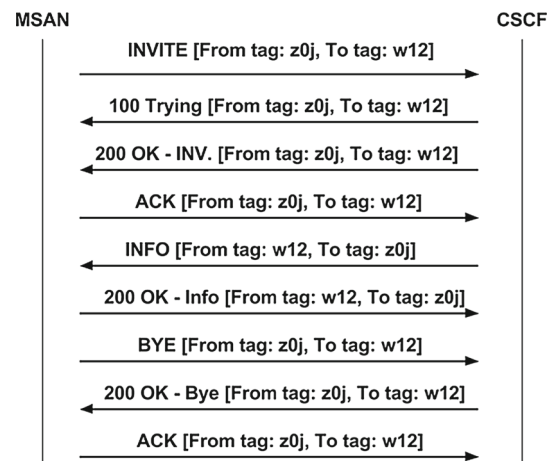 MSAN CSCF
INVITE [From tag: z0j, To tag: w12]
100 Trying [From tag: z0j, To tag: w12]
200 OK - INV. [From tag: z0j, To tag: w12]
ACK [From tag: z0j, To tag: w12]
INFO [From tag: w12, To tag: z0j]
200 OK - Info [From tag: w12, To tag: z0j]
BYE [From tag: z0j, To tag: w12]
200 OK - Bye [From tag: z0j, To tag: w12]
ACK [From tag: z0j, To tag: w12]